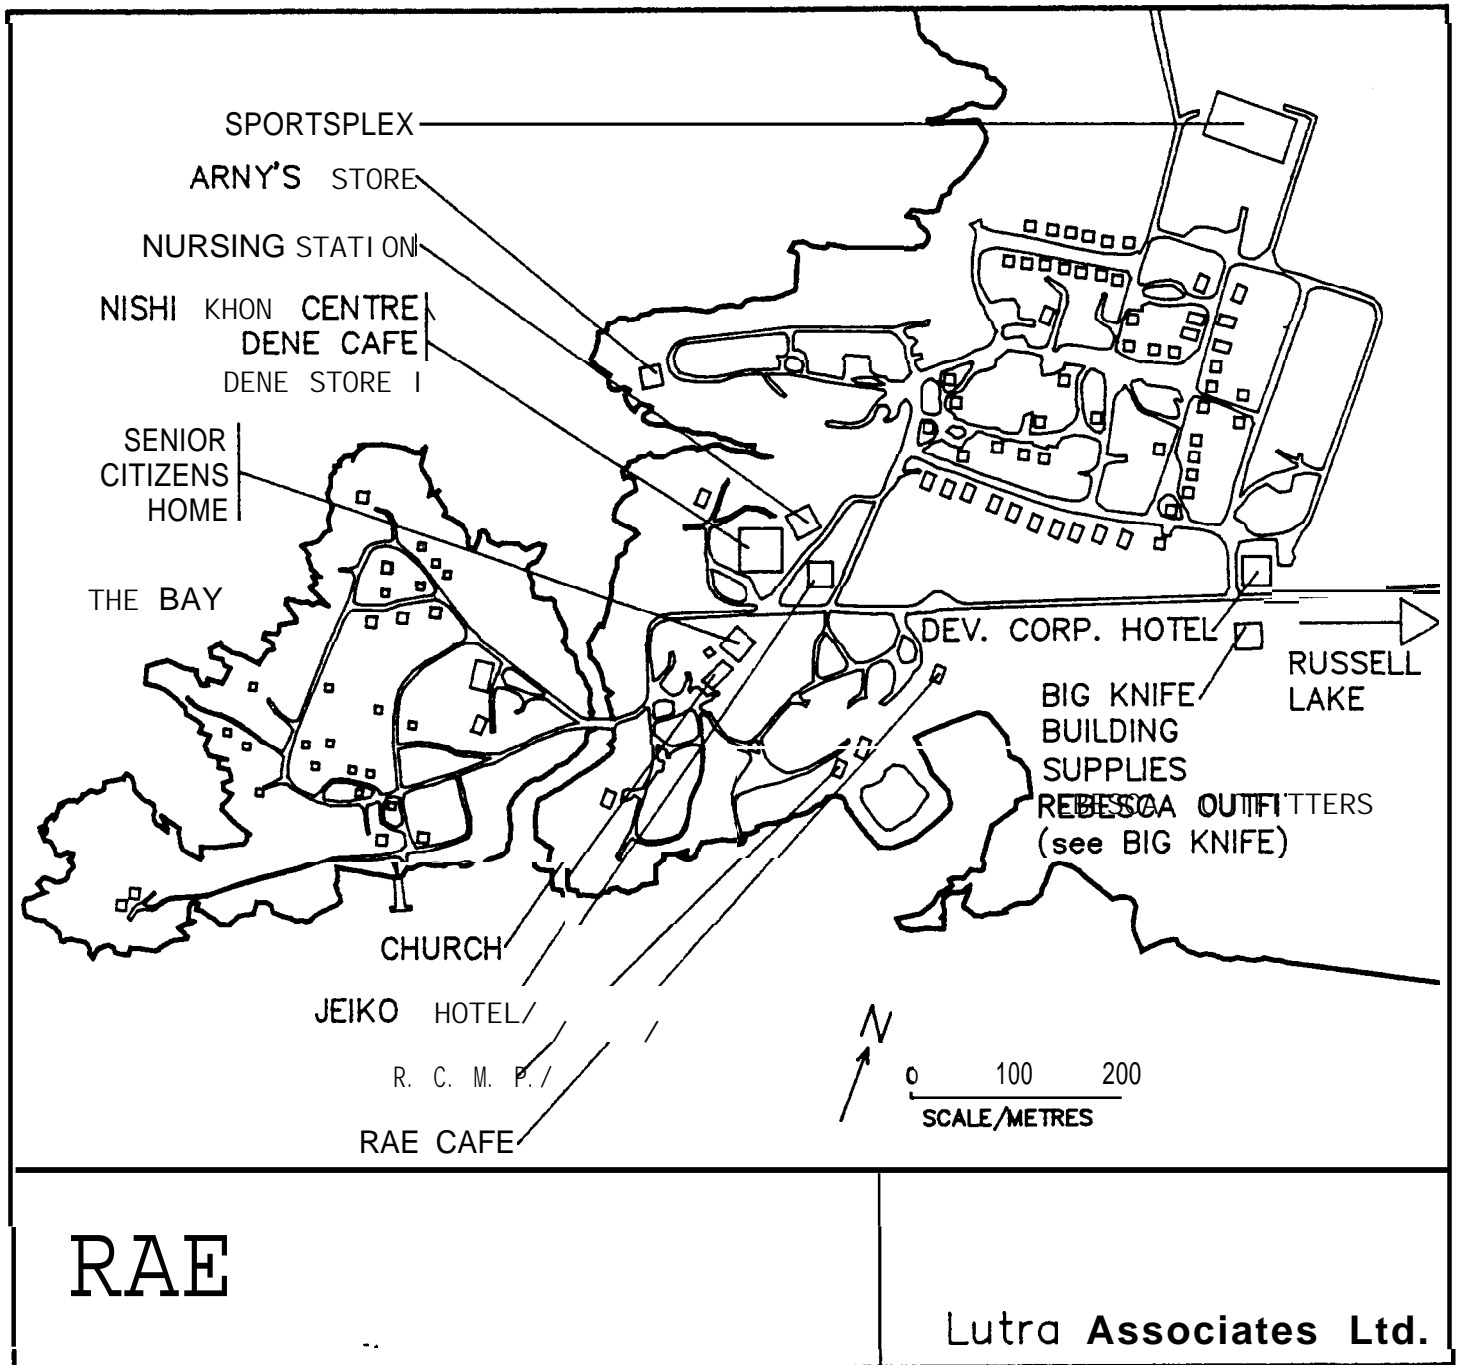 SPORTSPLEX
ARNY'S STORE
NURSING STATION
NISHI KHON CENTRE
DENE CAFE
DENE STORE
SENIOR
CITIZENS
HOME
THE BAY
DEV. CORP. HOTEL
RUSSELL
LAKE
BIG KNIFE
BUILDING
SUPPLIES
REBESCA OUTFITTERS
(see BIG KNIFE)
CHURCH
JEIKO HOTEL
R. C. M. P.
RAE CAFE
N
0 100 200
SCALE/METRES
RAE
Lutra Associates Ltd.